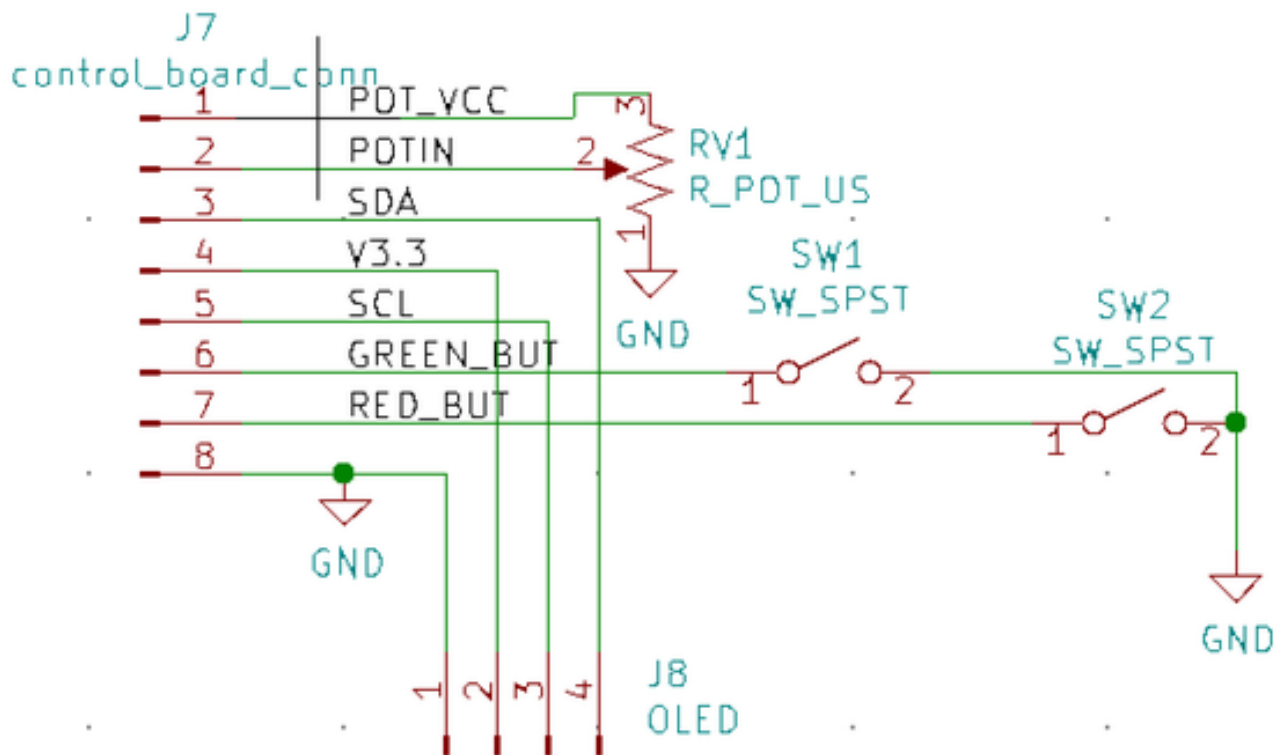 J7
control_board_conn
1 POT_VCC
2 POTIN
3 SDA
4 V3.3
5 SCL
6 GREEN_BUT
7 RED_BUT
8
3
2
1
RV1
R_POT_US
GND
SW1
SW_SPST
1 2
SW2
SW_SPST
1 2
GND
GND
1 2 3 4
J8
OLED